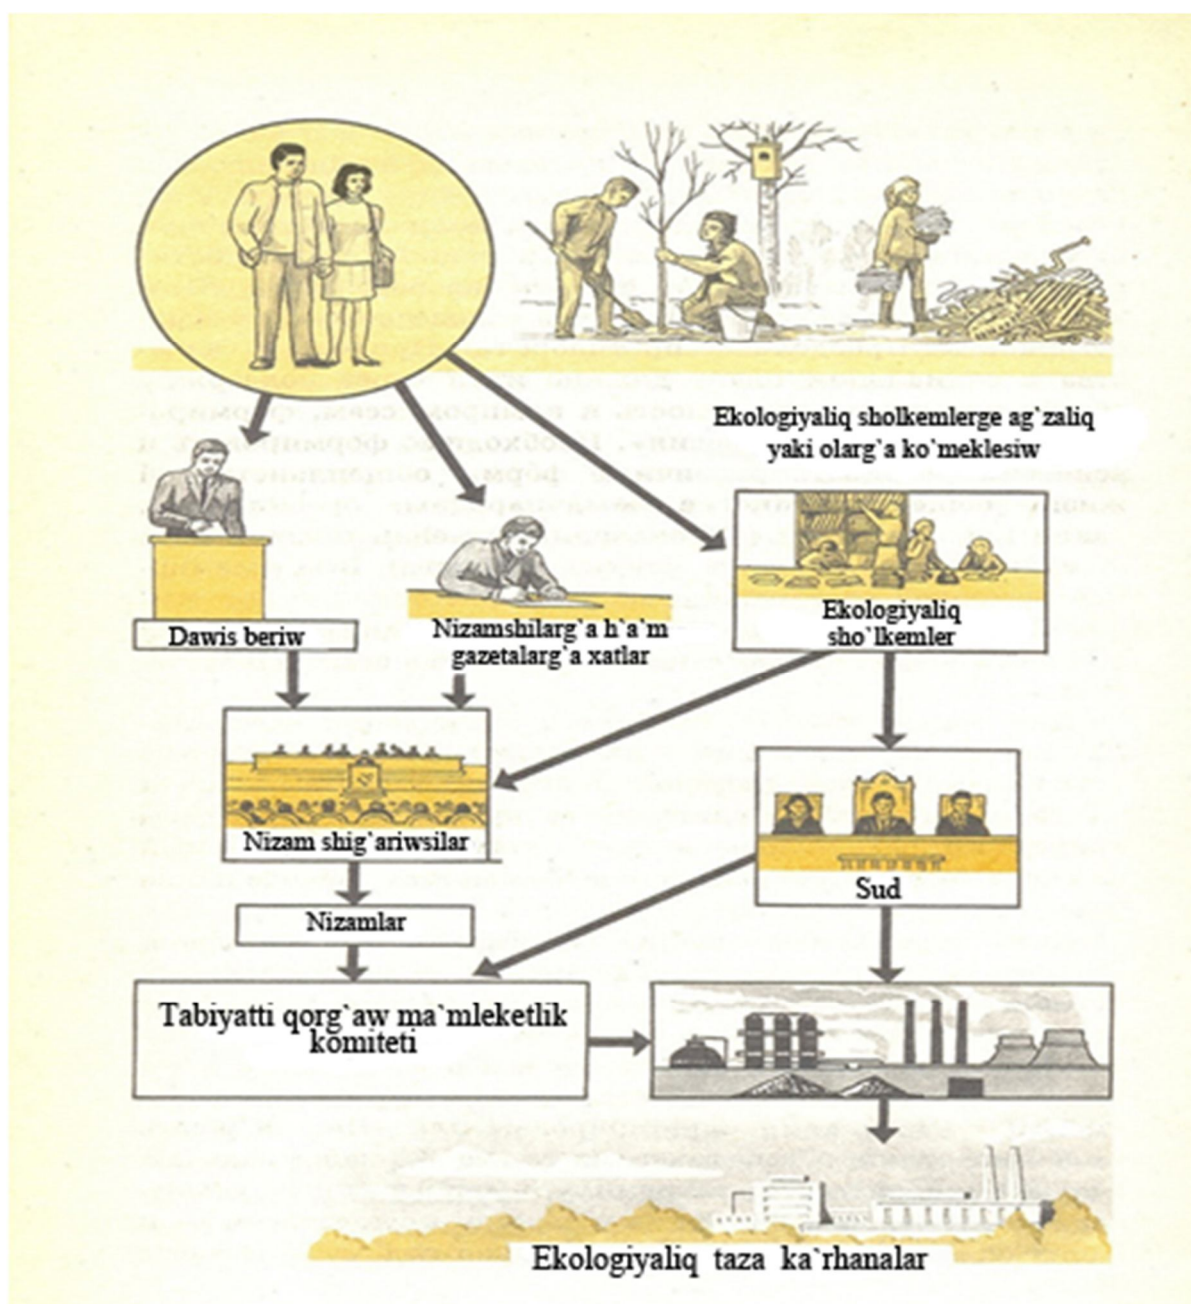 Ekologiyaliq sholkemlerge ag`zaliq
yaki olarg`a ko`meklesiw
Dawis beriw
Nizamshilarg`a h`a`m
gazetalarg`a xatlar
Ekologiyaliq
sho`lkemler
Nizam shig`ariwsilar
Sud
Nizamlar
Tabiyatti qorg`aw ma`mleketlik
komiteti
Ekologiyaliq taza ka`rhanalar